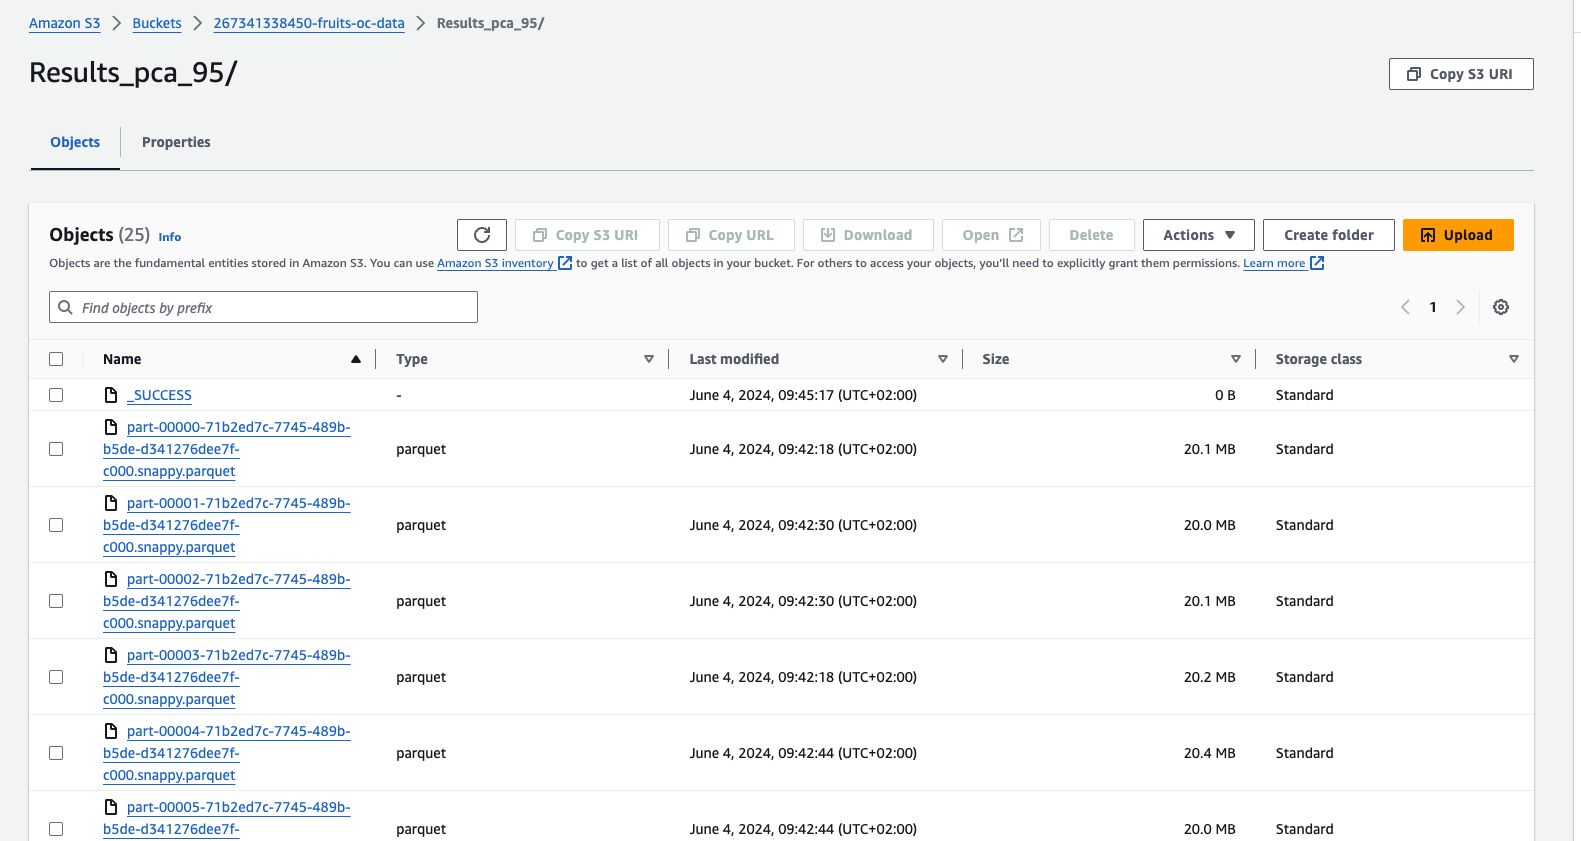 Amazon S3 > Buckets > 267341338450-fruits-oc-data > Results_pca_95/
Results_pca_95/
Copy S3 URI
Objects Properties
Objects (25) Info
Copy S3 URI Copy URL Download Open Delete Actions Create folder Upload
Objects are the fundamental entities stored in Amazon S3. You can use Amazon S3 inventory to get a list of all objects in your bucket. For others to access your objects, you'll need to explicitly grant them permissions. Learn more
Find objects by prefix
1
Name Type Last modified Size Storage class
_SUCCESS - June 4, 2024, 09:45:17 (UTC+02:00) 0 B Standard
part-00000-71b2ed7c-7745-489b-
b5de-d341276dee7f- parquet June 4, 2024, 09:42:18 (UTC+02:00) 20.1 MB Standard
c000.snappy.parquet
part-00001-71b2ed7c-7745-489b-
b5de-d341276dee7f- parquet June 4, 2024, 09:42:30 (UTC+02:00) 20.0 MB Standard
c000.snappy.parquet
part-00002-71b2ed7c-7745-489b-
b5de-d341276dee7f- parquet June 4, 2024, 09:42:30 (UTC+02:00) 20.1 MB Standard
c000.snappy.parquet
part-00003-71b2ed7c-7745-489b-
b5de-d341276dee7f- parquet June 4, 2024, 09:42:18 (UTC+02:00) 20.2 MB Standard
c000.snappy.parquet
part-00004-71b2ed7c-7745-489b-
b5de-d341276dee7f- parquet June 4, 2024, 09:42:44 (UTC+02:00) 20.4 MB Standard
c000.snappy.parquet
part-00005-71b2ed7c-7745-489b-
b5de-d341276dee7f- parquet June 4, 2024, 09:42:44 (UTC+02:00) 20.0 MB Standard